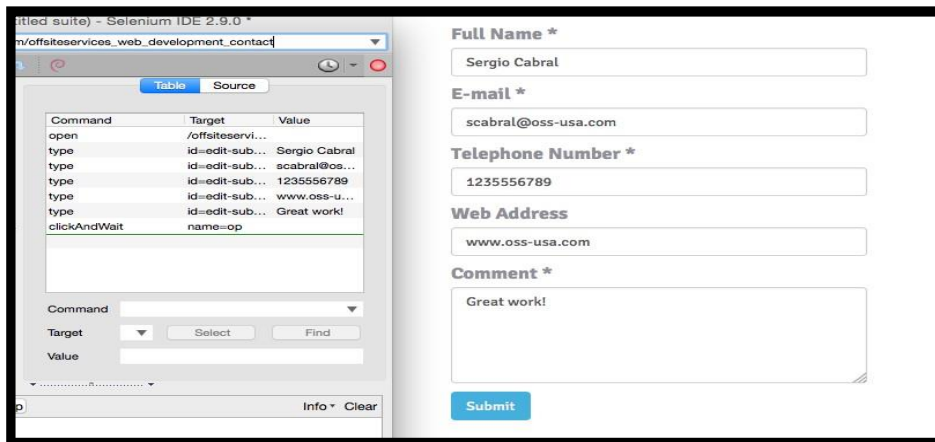 itled suite) - Selenium IDE 2.9.0 *
m/offsiteservices_web_development_contact
Table Source
Command Target Value
open /offsiteservi...
type id=edit-sub... Sergio Cabral
type id=edit-sub... scabral@os...
type id=edit-sub... 1235556789
type id=edit-sub... www.oss-u...
type id=edit-sub... Great work!
clickAndWait name=op
Command
Target Select Find
Value
p Info Clear
Full Name *
Sergio Cabral
E-mail *
scabral@oss-usa.com
Telephone Number *
1235556789
Web Address
www.oss-usa.com
Comment *
Great work!
Submit